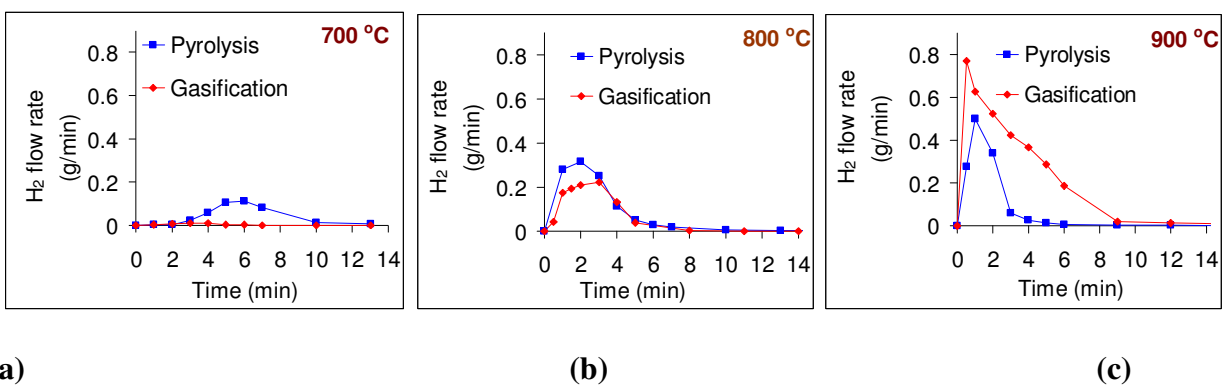 700 °C
Pyrolysis
Gasification
H2 flow rate
(g/min)
0.8
0.6
0.4
0.2
0
0 2 4 6 8 10 12 14
Time (min)
800 °C
Pyrolysis
Gasification
H2 flow rate
(g/min)
0.8
0.6
0.4
0.2
0
0 2 4 6 8 10 12 14
Time (min)
900 °C
Pyrolysis
Gasification
H2 flow rate
(g/min)
0.8
0.6
0.4
0.2
0
0 2 4 6 8 10 12 14
Time (min)
a) (b) (c)